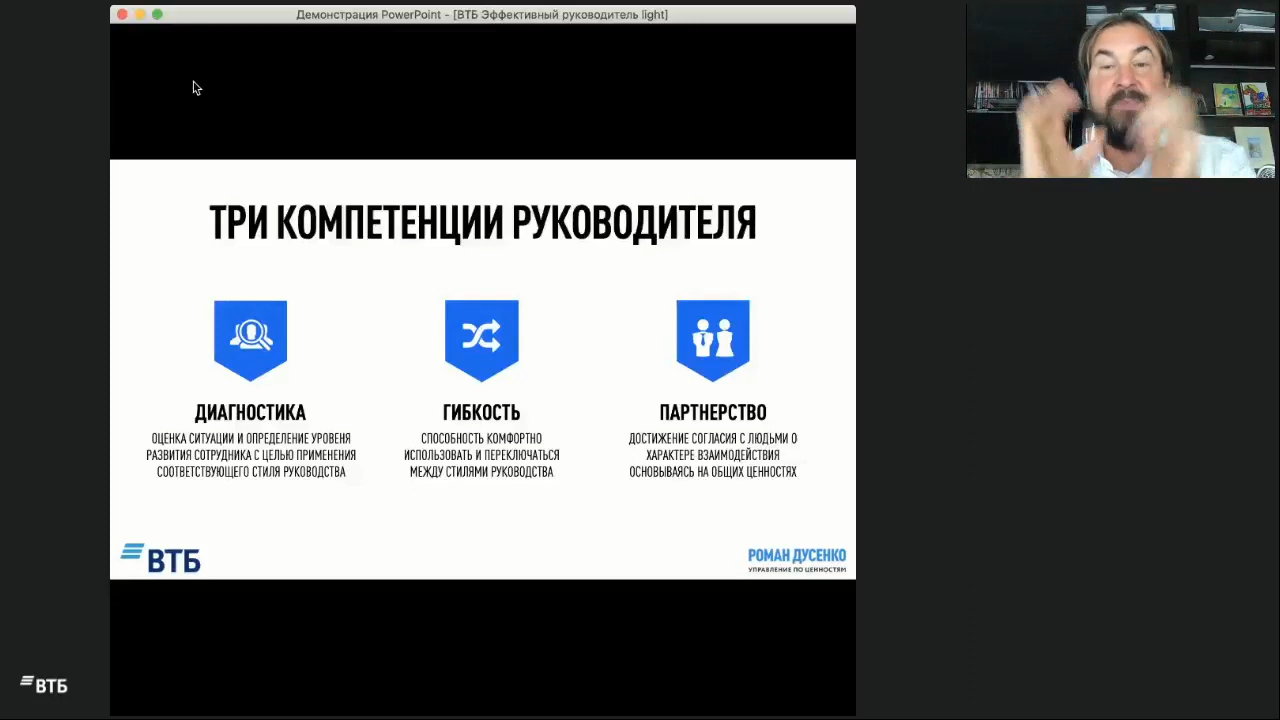 Демонстрация PowerPoint - [ВТБ Эффективный руководитель light]
ТРИ КОМПЕТЕНЦИИ РУКОВОДИТЕЛЯ
ДИАГНОСТИКА
ОЦЕНКА СИТУАЦИИ И ОПРЕДЕЛЕНИЕ УРОВЕНЯ
РАЗВИТИЯ СОТРУДНИКА С ЦЕЛЬЮ ПРИМЕНЕНИЯ
СООТВЕТСТВУЮЩЕГО СТИЛЯ РУКОВОДСТВА
ГИБКОСТЬ
СПОСОБНОСТЬ КОМФОРТНО
ИСПОЛЬЗОВАТЬ И ПЕРЕКЛЮЧАТЬСЯ
МЕЖДУ СТИЛЯМИ РУКОВОДСТВА
ПАРТНЕРСТВО
ДОСТИЖЕНИЕ СОГЛАСИЯ С ЛЮДЬМИ О
ХАРАКТЕРЕ ВЗАИМОДЕЙСТВИЯ
ОСНОВЫВАЯСЬ НА ОБЩИХ ЦЕННОСТЯХ
ВТБ
РОМАН ДУСЕНКО
УПРАВЛЕНИЕ ПО ЦЕННОСТЯМ
ВТБ